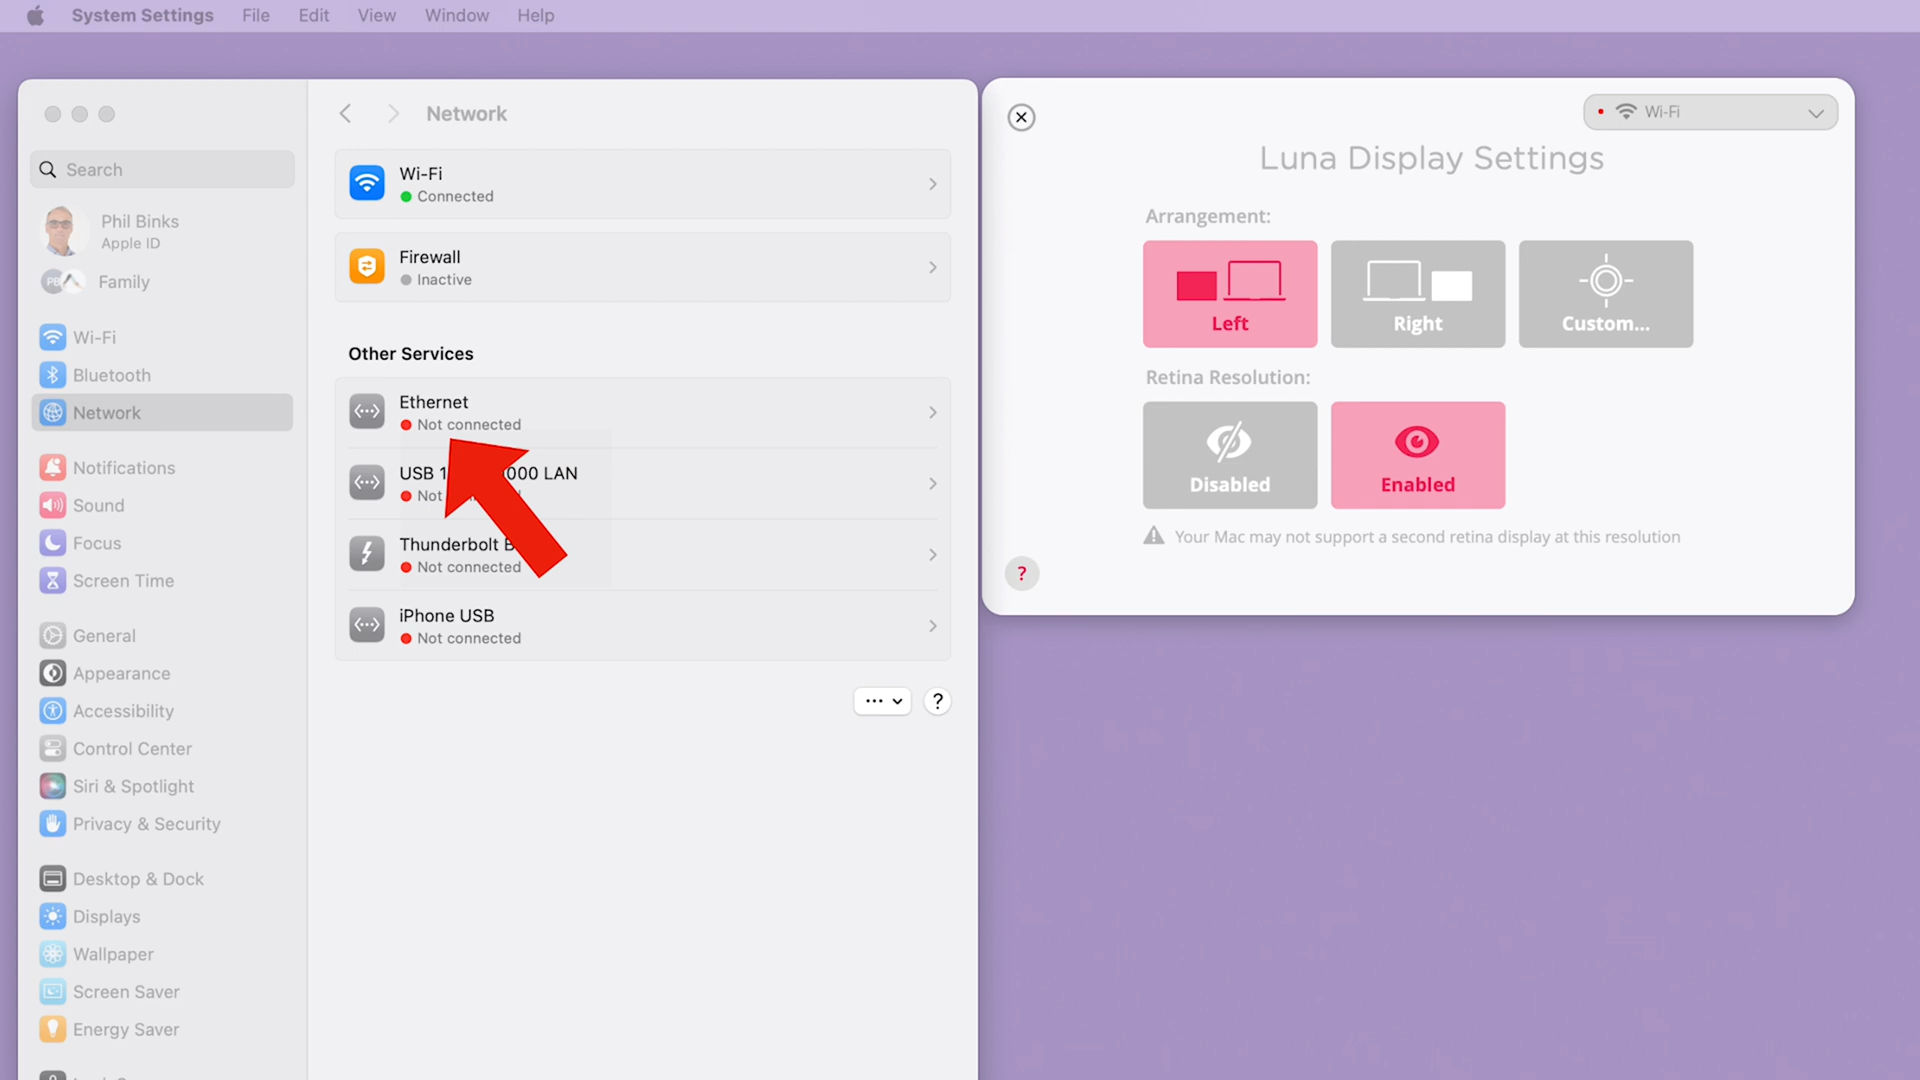 System Settings File Edit View Window Help
Search
Phil Binks
Apple ID
Family
Wi-Fi
Bluetooth
Network
Notifications
Sound
Focus
Screen Time
General
Appearance
Accessibility
Control Center
Siri & Spotlight
Privacy & Security
Desktop & Dock
Displays
Wallpaper
Screen Saver
Energy Saver
Network
Wi-Fi
Connected
Firewall
Inactive
Other Services
Ethernet
Not connected
USB 000 LAN
Not
Thunderbolt
Not connected
iPhone USB
Not connected
?
Wi-Fi
Luna Display Settings
Arrangement:
Left
Right
Custom...
Retina Resolution:
Disabled
Enabled
Your Mac may not support a second retina display at this resolution
?